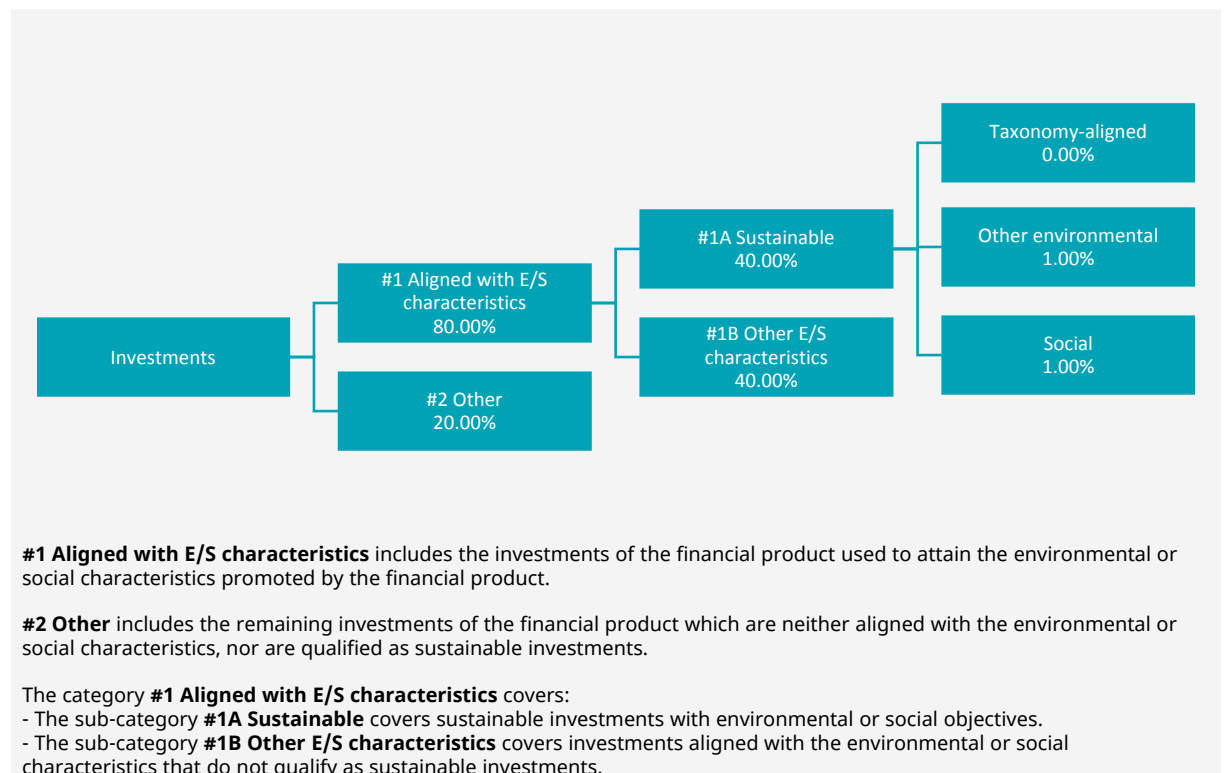 Taxonomy-aligned
0.00%
#1A Sustainable
40.00%
Other environmental
1.00%
#1 Aligned with E/S
characteristics
80.00%
Investments
#1B Other E/S
characteristics
40.00%
Social
1.00%
#2 Other
20.00%
#1 Aligned with E/S characteristics includes the investments of the financial product used to attain the environmental or
social characteristics promoted by the financial product.
#2 Other includes the remaining investments of the financial product which are neither aligned with the environmental or
social characteristics, nor are qualified as sustainable investments.
The category #1 Aligned with E/S characteristics covers:
- The sub-category #1A Sustainable covers sustainable investments with environmental or social objectives.
- The sub-category #1B Other E/S characteristics covers investments aligned with the environmental or social
characteristics that do not qualify as sustainable investments.